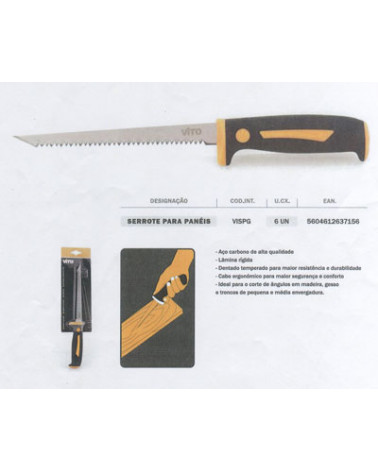 VITO
DESIGNAÇÃO COD.INT. U.CX. EAN.
SERROTE PARA PANÉIS VISPG 6 UN 5604612637156
VITO
- Aço carbono de alta qualidade
- Lâmina rígida
- Dentado temperado para maior resistência e durabilidade
- Cabo ergonómico para maior segurança e conforto
- Ideal para o corte de ângulos em madeira, gesso
e troncos de pequena e média envergadura.